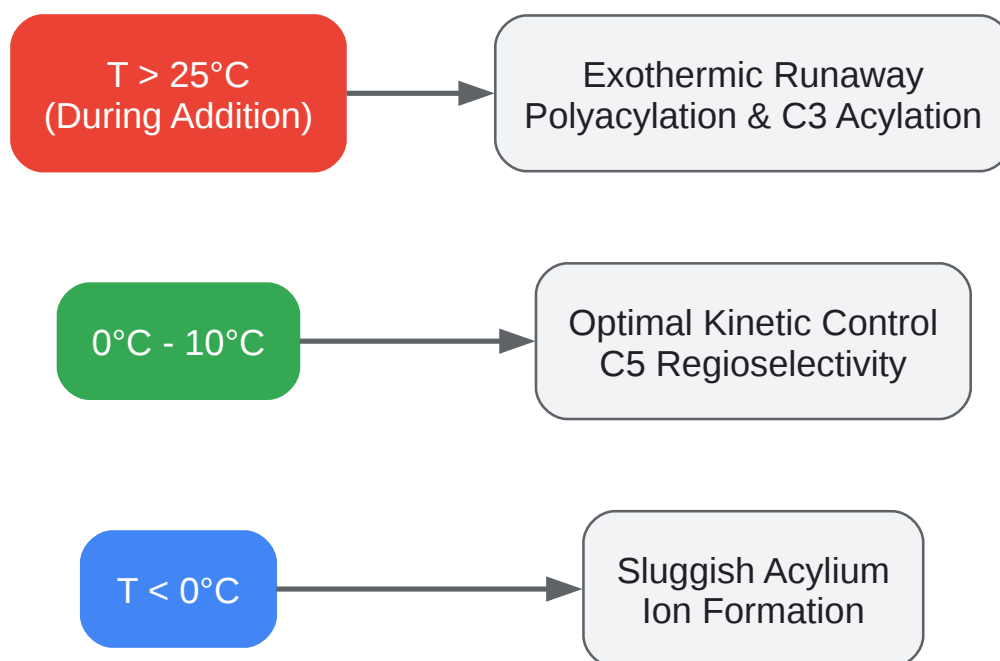 T > 25°C
(During Addition)
Exothermic Runaway
Polyacylation & C3 Acylation
0°C - 10°C
Optimal Kinetic Control
C5 Regioselectivity
T < 0°C
Sluggish Acylium
Ion Formation